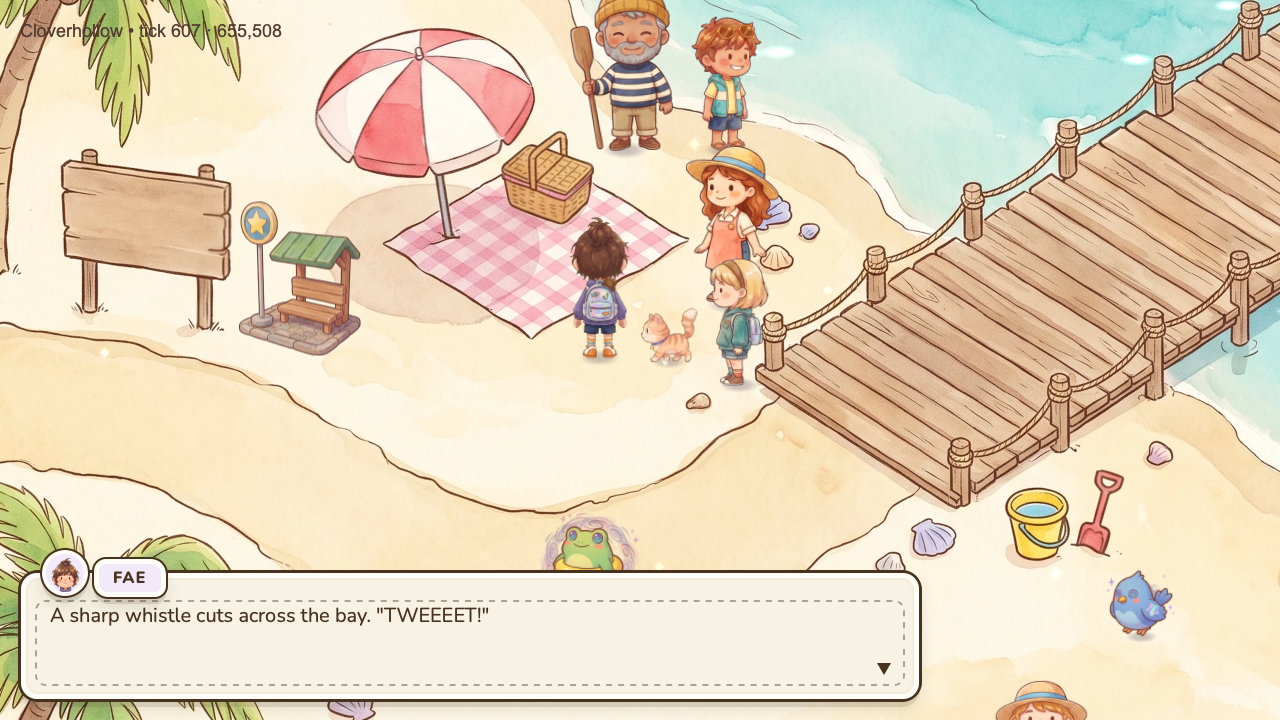 Cloverhollow • tick 607 · 655,508
FAE
A sharp whistle cuts across the bay. "TWEEEET!"